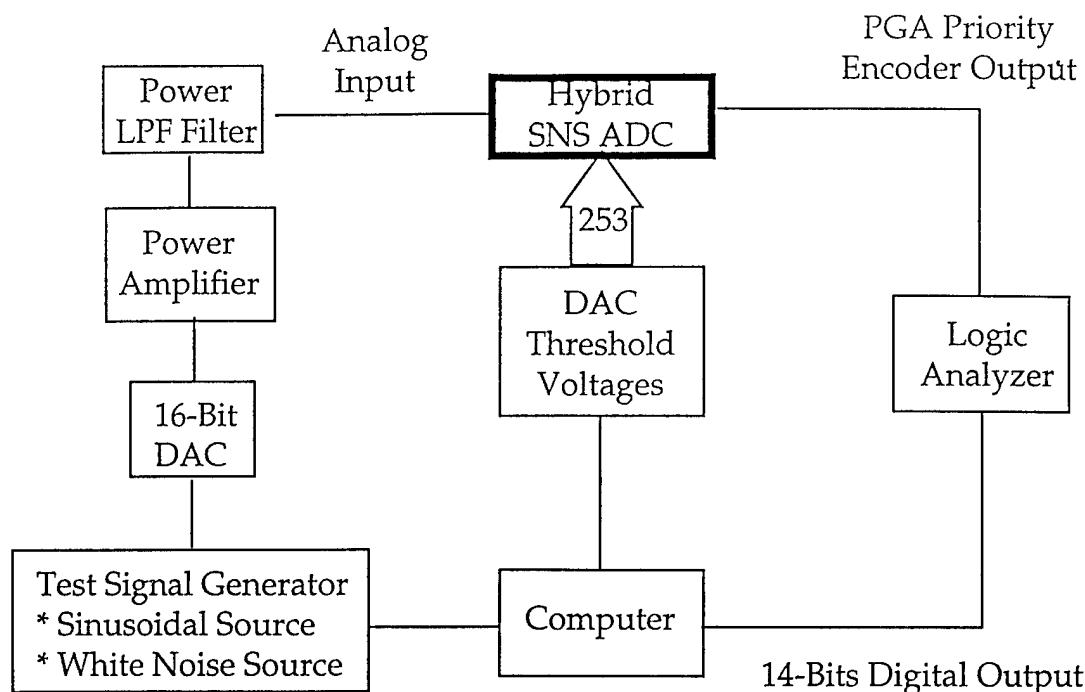 Analog
Input
PGA Priority
Encoder Output
Power
LPF Filter
Hybrid
SNS ADC
253
Power
Amplifier
DAC
Threshold
Voltages
Logic
Analyzer
16-Bit
DAC
Test Signal Generator
* Sinusoidal Source
* White Noise Source
Computer
14-Bits Digital Output